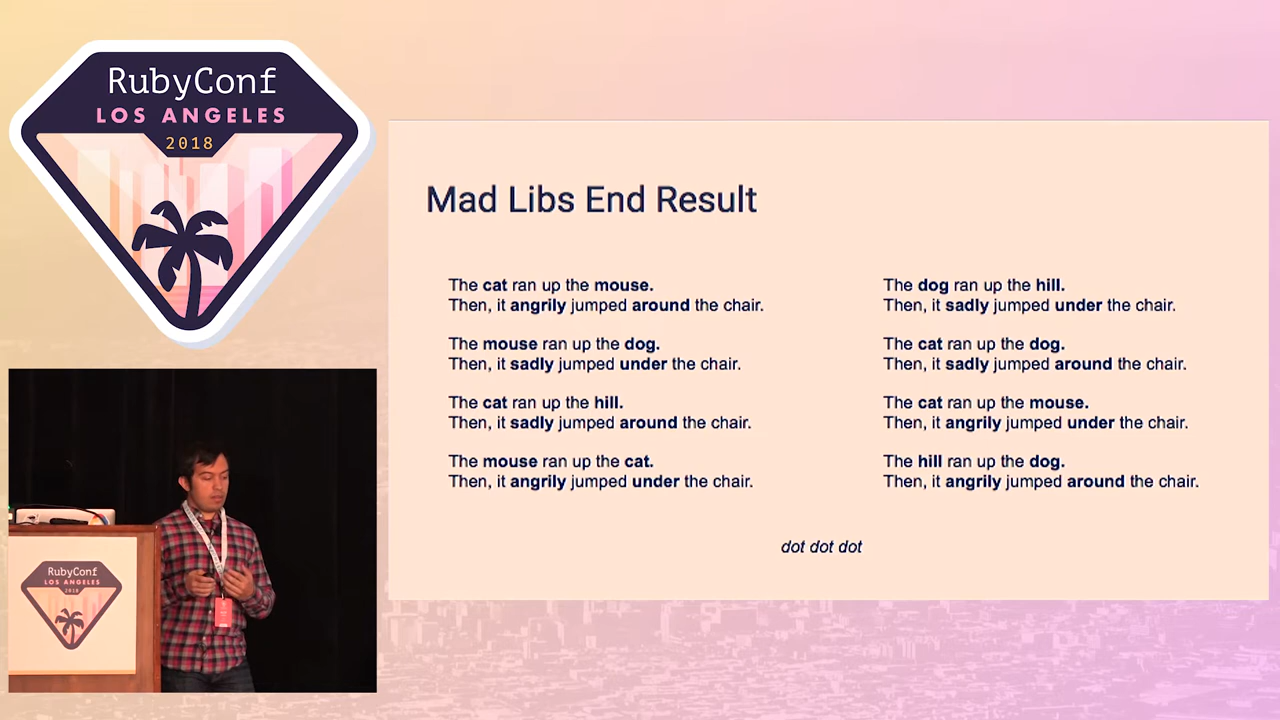 RubyConf
LOS ANGELES
2018
Mad Libs End Result
The cat ran up the mouse.
Then, it angrily jumped around the chair.
The mouse ran up the dog.
Then, it sadly jumped under the chair.
The cat ran up the hill.
Then, it sadly jumped around the chair.
The mouse ran up the cat.
Then, it angrily jumped under the chair.
The dog ran up the hill.
Then, it sadly jumped under the chair.
The cat ran up the dog.
Then, it sadly jumped around the chair.
The cat ran up the mouse.
Then, it angrily jumped under the chair.
The hill ran up the dog.
Then, it angrily jumped around the chair.
dot dot dot
RubyConf
LOS ANGELES
2018